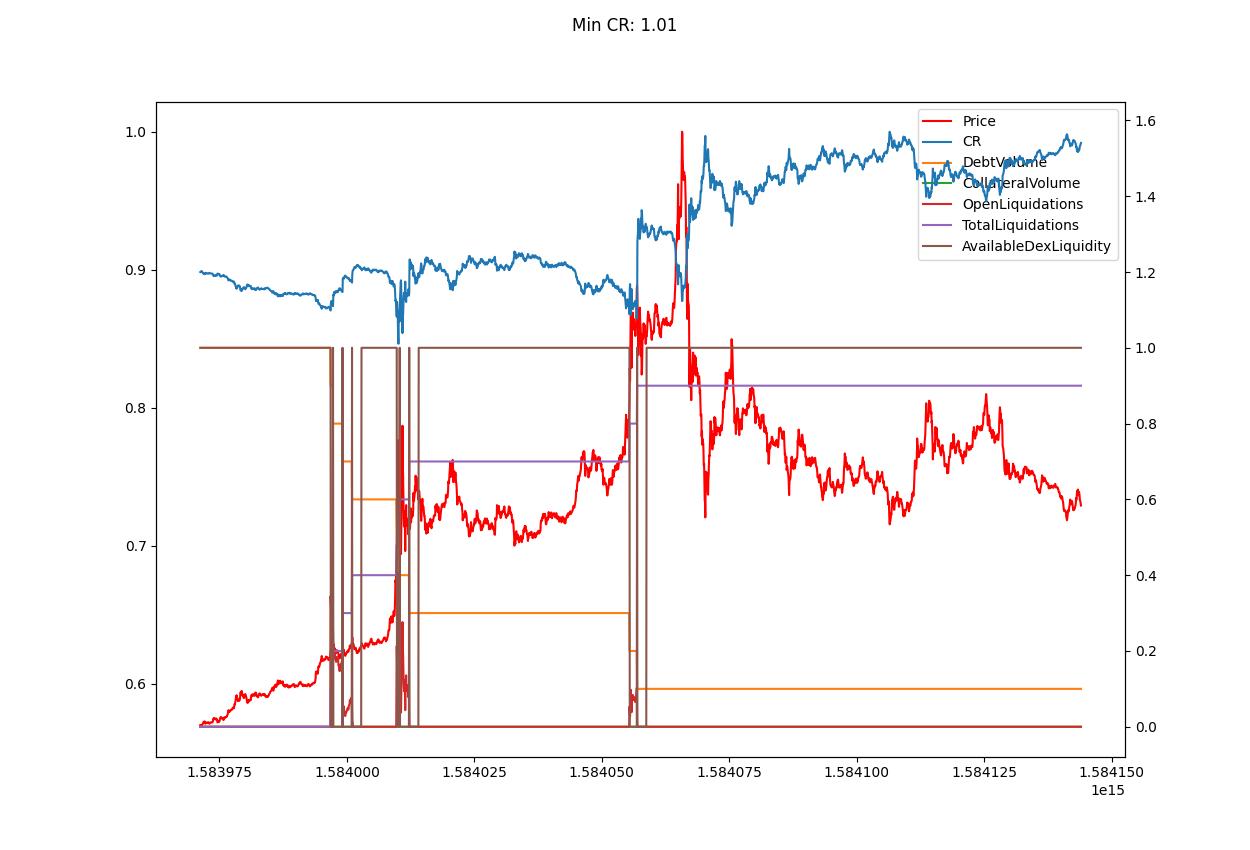 Min CR: 1.01
1.0
0.9
0.8
0.7
0.6
1.6
1.4
1.2
1.0
0.8
0.6
0.4
0.2
0.0
Price
CR
DebtVolume
CollateralVolume
OpenLiquidations
TotalLiquidations
AvailableDexLiquidity
1.583975 1.584000 1.584025 1.584050 1.584075 1.584100 1.584125 1.584150
1e15